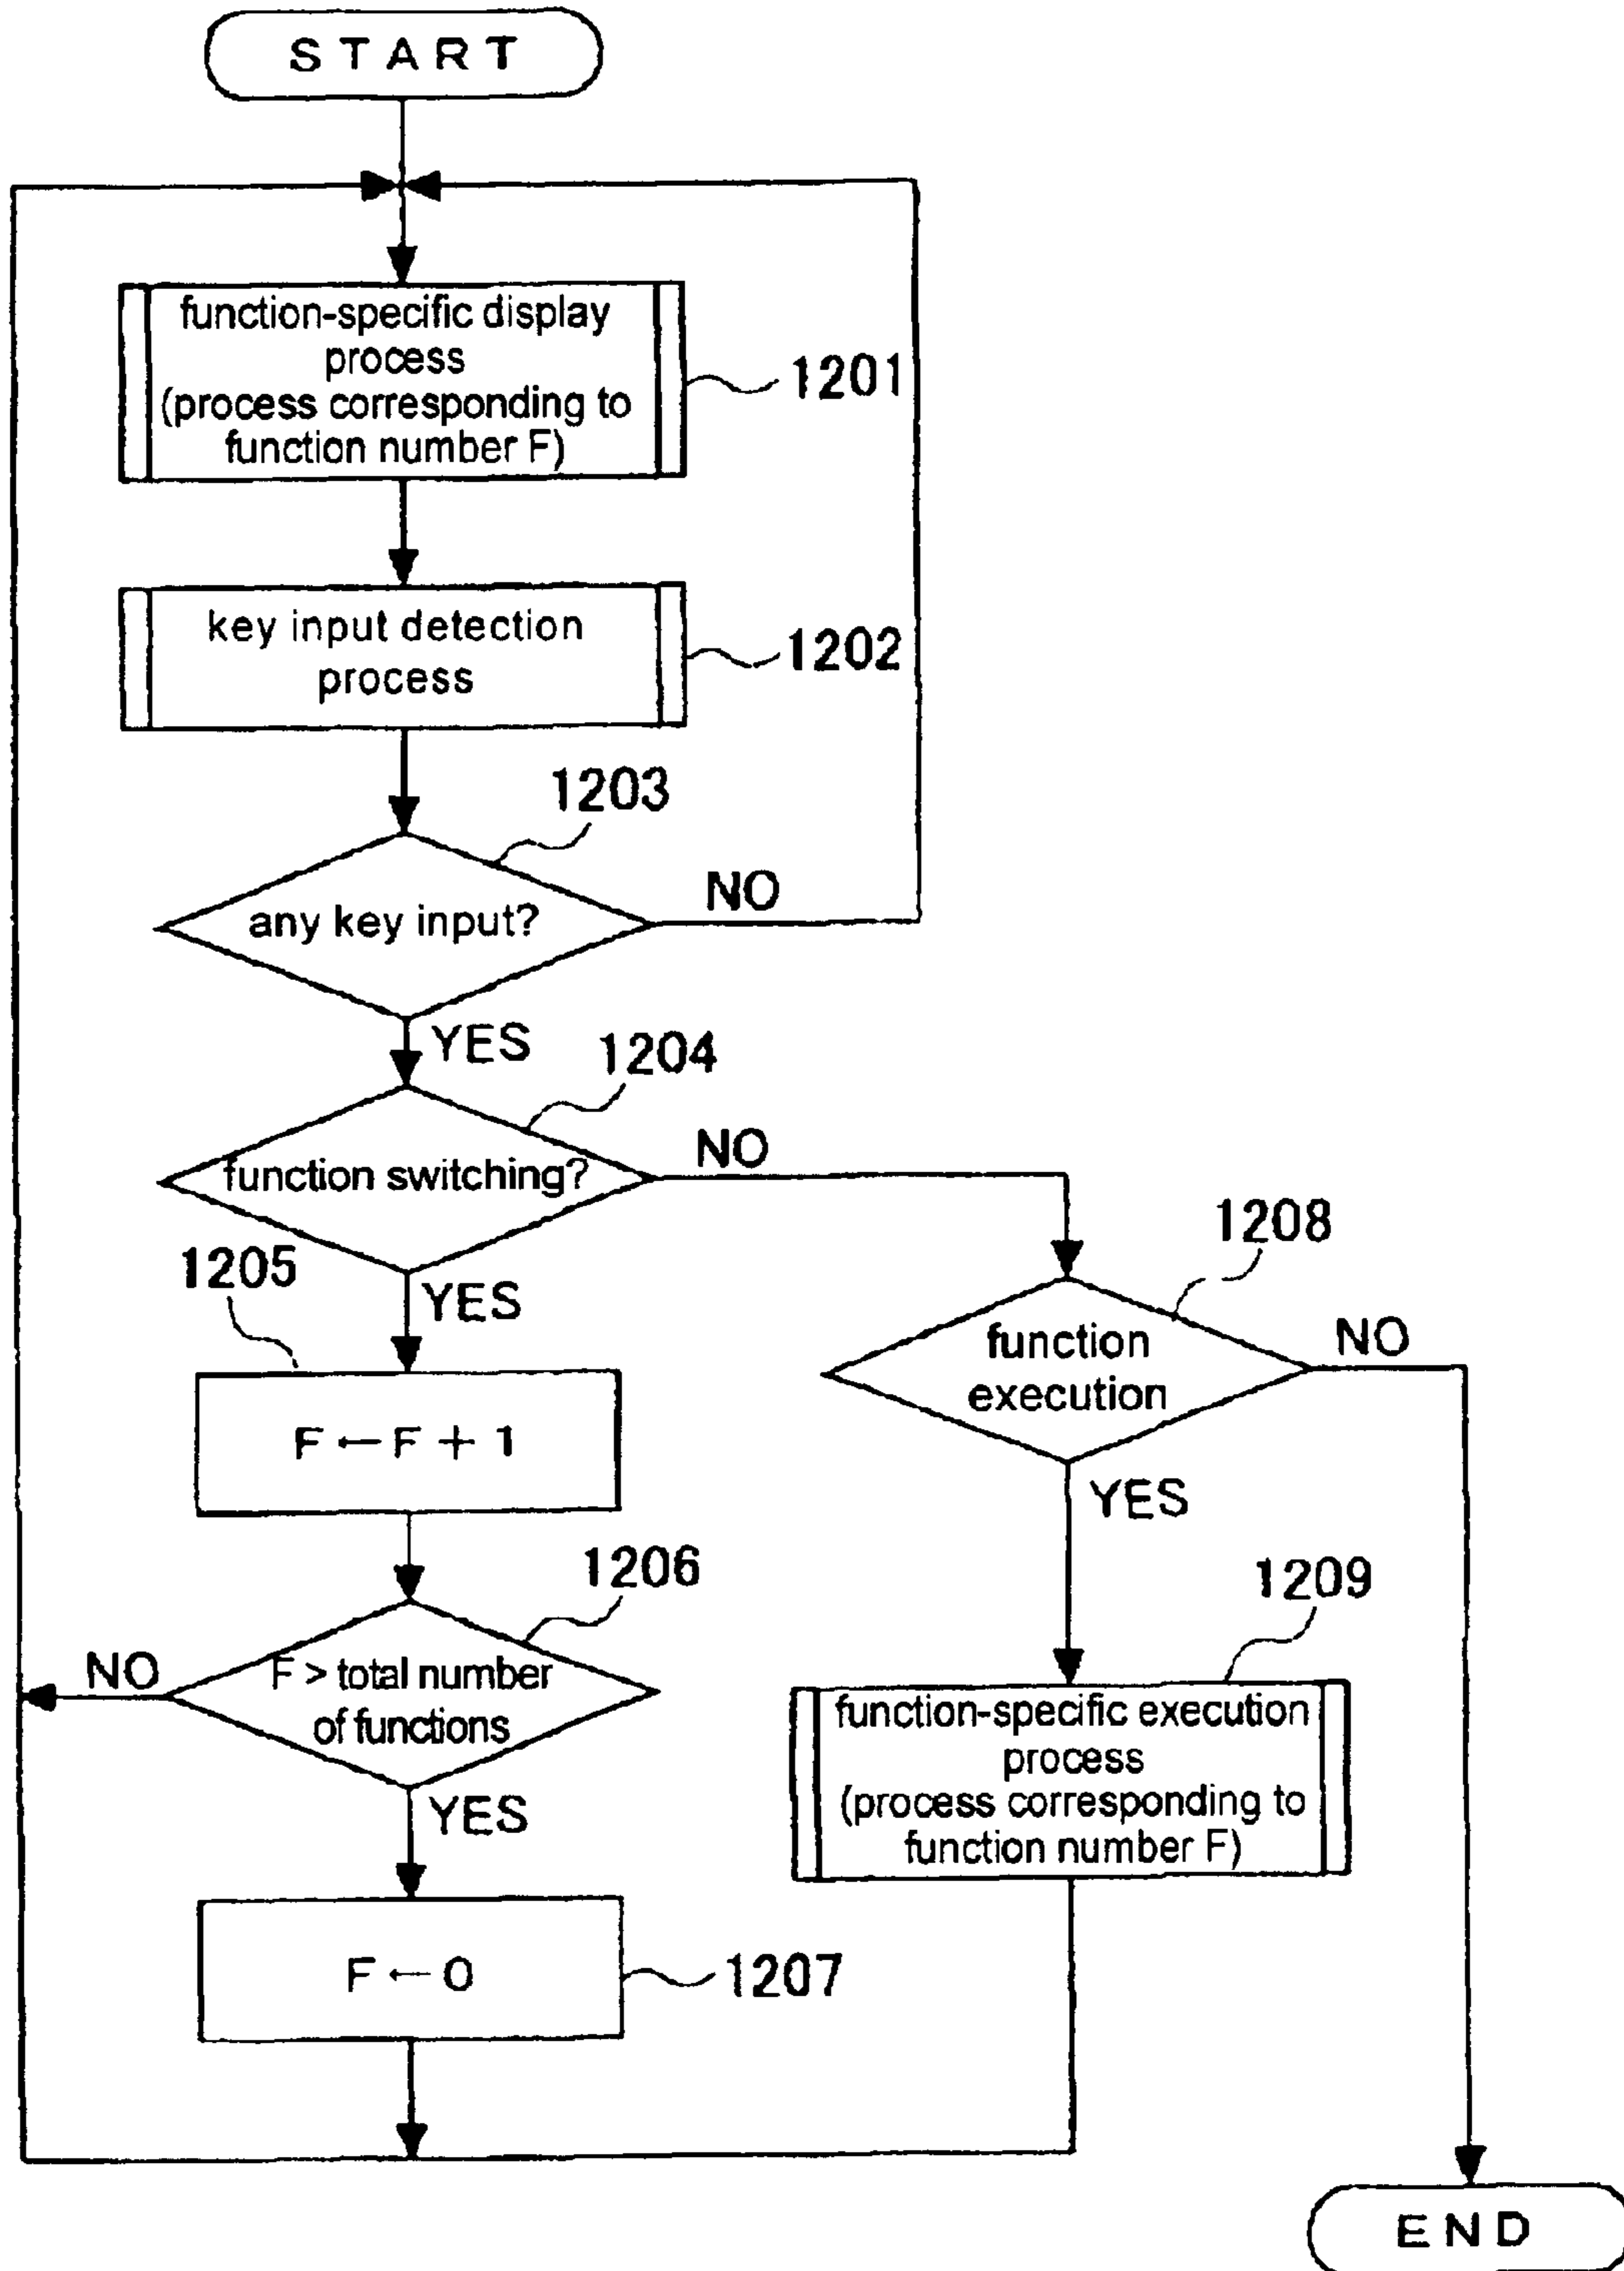 START
function-specific display
process
(process corresponding to
function number F)
1201
key input detection
process
1202
1203
any key input?
NO
YES
1204
function switching?
NO
YES
1205
F ← F + 1
1206
F > total number
of functions
NO
YES
F ← 0
1207
1208
function
execution
NO
YES
1209
function-specific execution
process
(process corresponding to
function number F)
END